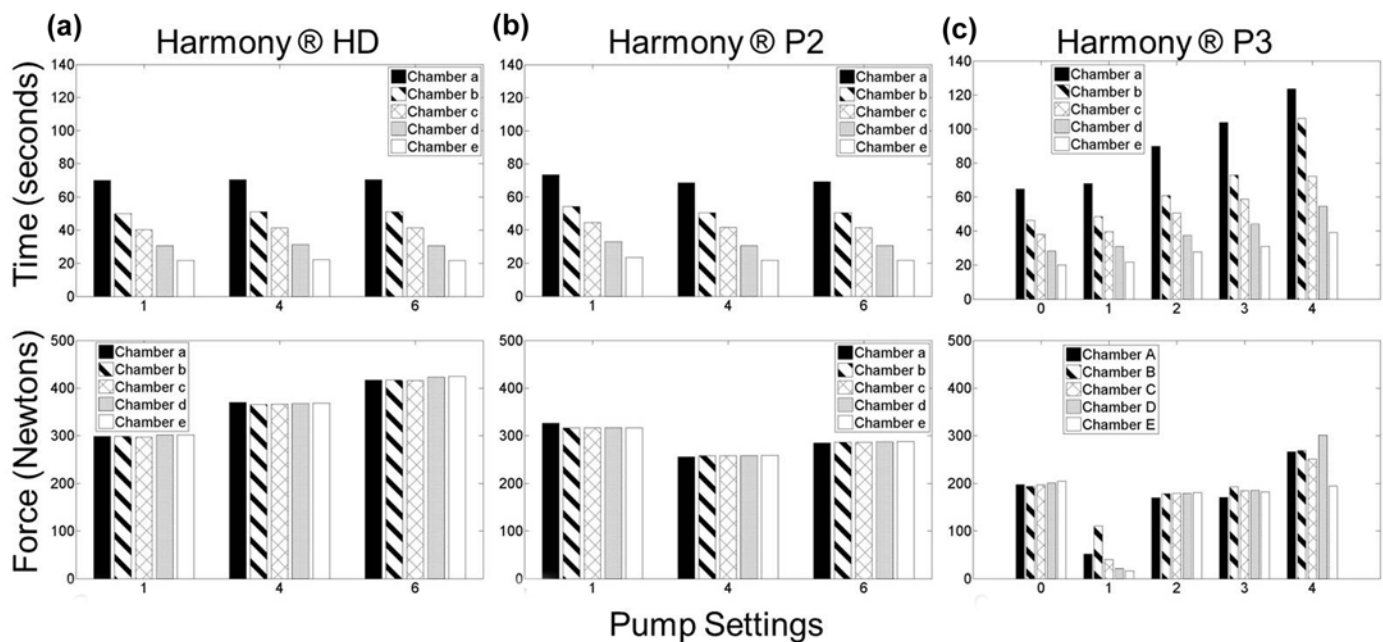 (a) Harmony ® HD
(b) Harmony ® P2
(c) Harmony ® P3
Time (seconds)
140
120
100
80
60
40
20
0
Chamber a
Chamber b
Chamber c
Chamber d
Chamber e
1 4 6
140
120
100
80
60
40
20
0
Chamber a
Chamber b
Chamber c
Chamber d
Chamber e
1 4 6
140
120
100
80
60
40
20
0
Chamber a
Chamber b
Chamber c
Chamber d
Chamber e
0 1 2 3 4
Force (Newtons)
500
400
300
200
100
0
Chamber a
Chamber b
Chamber c
Chamber d
Chamber e
1 4 6
500
400
300
200
100
0
Chamber a
Chamber b
Chamber c
Chamber d
Chamber e
1 4 6
500
400
300
200
100
0
Chamber A
Chamber B
Chamber C
Chamber D
Chamber E
0 1 2 3 4
Pump Settings